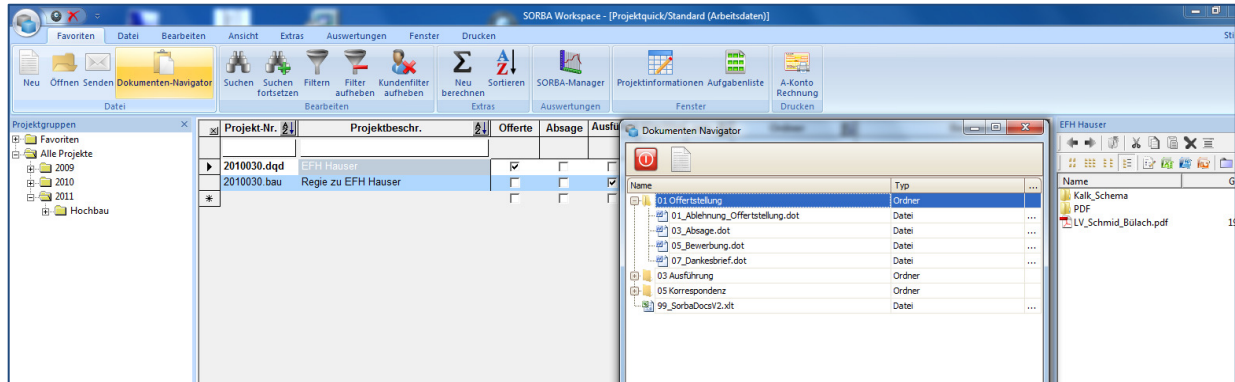 SORBA Workspace - [Projektquick/Standard (Arbeitsdaten)]
Favoriten Datei Bearbeiten Ansicht Extras Auswertungen Fenster Drucken Sti
Neu Öffnen Senden Dokumenten-Navigator Suchen Suchen fortsetzen Filtern Filter aufheben Kundenfilter aufheben Neu berechnen Sortieren SORBA-Manager Projektinformationen Aufgabenliste A-Konto Rechnung
Datei Bearbeiten Extras Auswertungen Fenster Drucken
Projektgruppen
Favoriten
Alle Projekte
2009
2010
2011
Hochbau
Projekt-Nr. Projektbeschr. Offerte Absage Ausfü
2010030.dqd EFH Hauser
2010030.bau Regie zu EFH Hauser
Dokumenten Navigator
Name Typ ...
01 Offertstellung Ordner
01_Ablehnung_Offertstellung.dot Datei ...
03_Absage.dot Datei ...
05_Bewerbung.dot Datei ...
07_Dankesbrief.dot Datei ...
03 Ausführung Ordner
05 Korrespondenz Ordner
99_SorbaDocsV2.xlt Datei ...
EFH Hauser
Name G
Kalk_Schema
PDF
LV_Schmid_Bülach.pdf 19